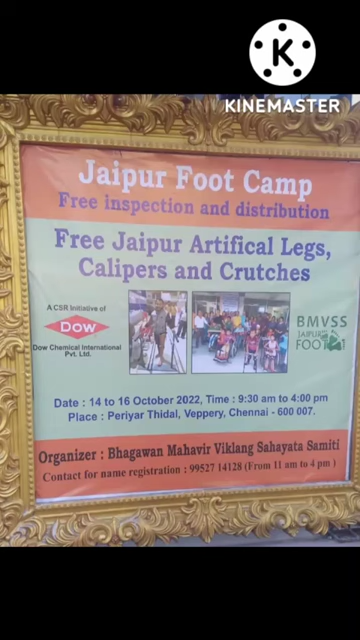 K
KINEMASTER
Jaipur Foot Camp
Free inspection and distribution
Free Jaipur Artifical Legs,
Calipers and Crutches
A CSR Initiative of
DOW
Dow Chemical International
Pvt. Ltd.
BMVSS
JAIPUR
FOOT
Date : 14 to 16 October 2022, Time : 9:30 am to 4:00 pm
Place : Periyar Thidal, Vepery, Chennai - 600 007.
Organizer : Bhagawan Mahavir Viklang Sahayata Samiti
Contact for name registration : 99527 14128 (From 11 am to 4 pm )